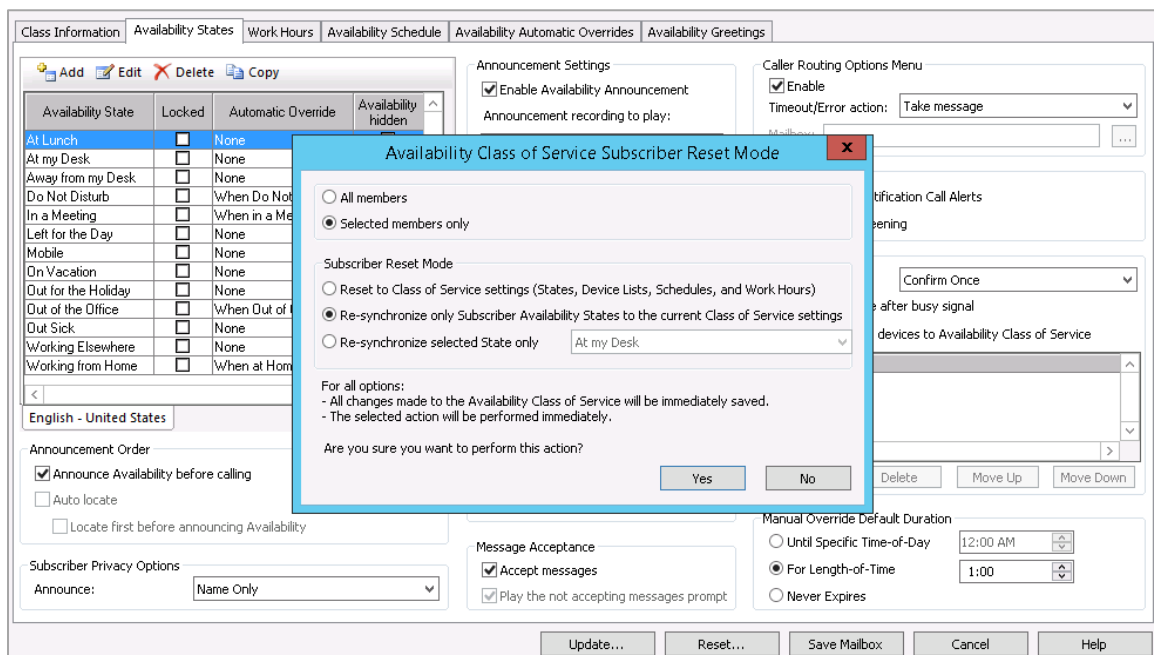 Class Information
Availability States
Work Hours
Availability Schedule
Availability Automatic Overrides
Availability Greetings
Add
Edit
Delete
Copy
Availability State
Locked
Automatic Override
Availability hidden
At Lunch
None
At my Desk
None
Away from my Desk
None
Do Not Disturb
When Do Not
In a Meeting
When in a Me
Left for the Day
None
Mobile
None
On Vacation
None
Out for the Holiday
None
Out of the Office
When Out of
Out Sick
None
Working Elsewhere
None
Working from Home
When at Hom
English - United States
Announcement Order
Announce Availability before calling
Auto locate
Locate first before announcing Availability
Subscriber Privacy Options
Announce:
Name Only
Announcement Settings
Enable Availability Announcement
Announcement recording to play:
Availability Class of Service Subscriber Reset Mode
x
All members
Selected members only
Subscriber Reset Mode
Reset to Class of Service settings (States, Device Lists, Schedules, and Work Hours)
Re-synchronize only Subscriber Availability States to the current Class of Service settings
Re-synchronize selected State only
At my Desk
For all options:
- All changes made to the Availability Class of Service will be immediately saved.
- The selected action will be performed immediately.
Are you sure you want to perform this action?
Yes
No
Message Acceptance
Accept messages
Play the not accepting messages prompt
Caller Routing Options Menu
Enable
Timeout/Error action:
Take message
Mailbox:
...
tification Call Alerts
eening
Confirm Once
e after busy signal
devices to Availability Class of Service
Delete
Move Up
Move Down
Manual Override Default Duration
Until Specific Time-of-Day
12:00 AM
For Length-of-Time
1:00
Never Expires
Update...
Reset...
Save Mailbox
Cancel
Help